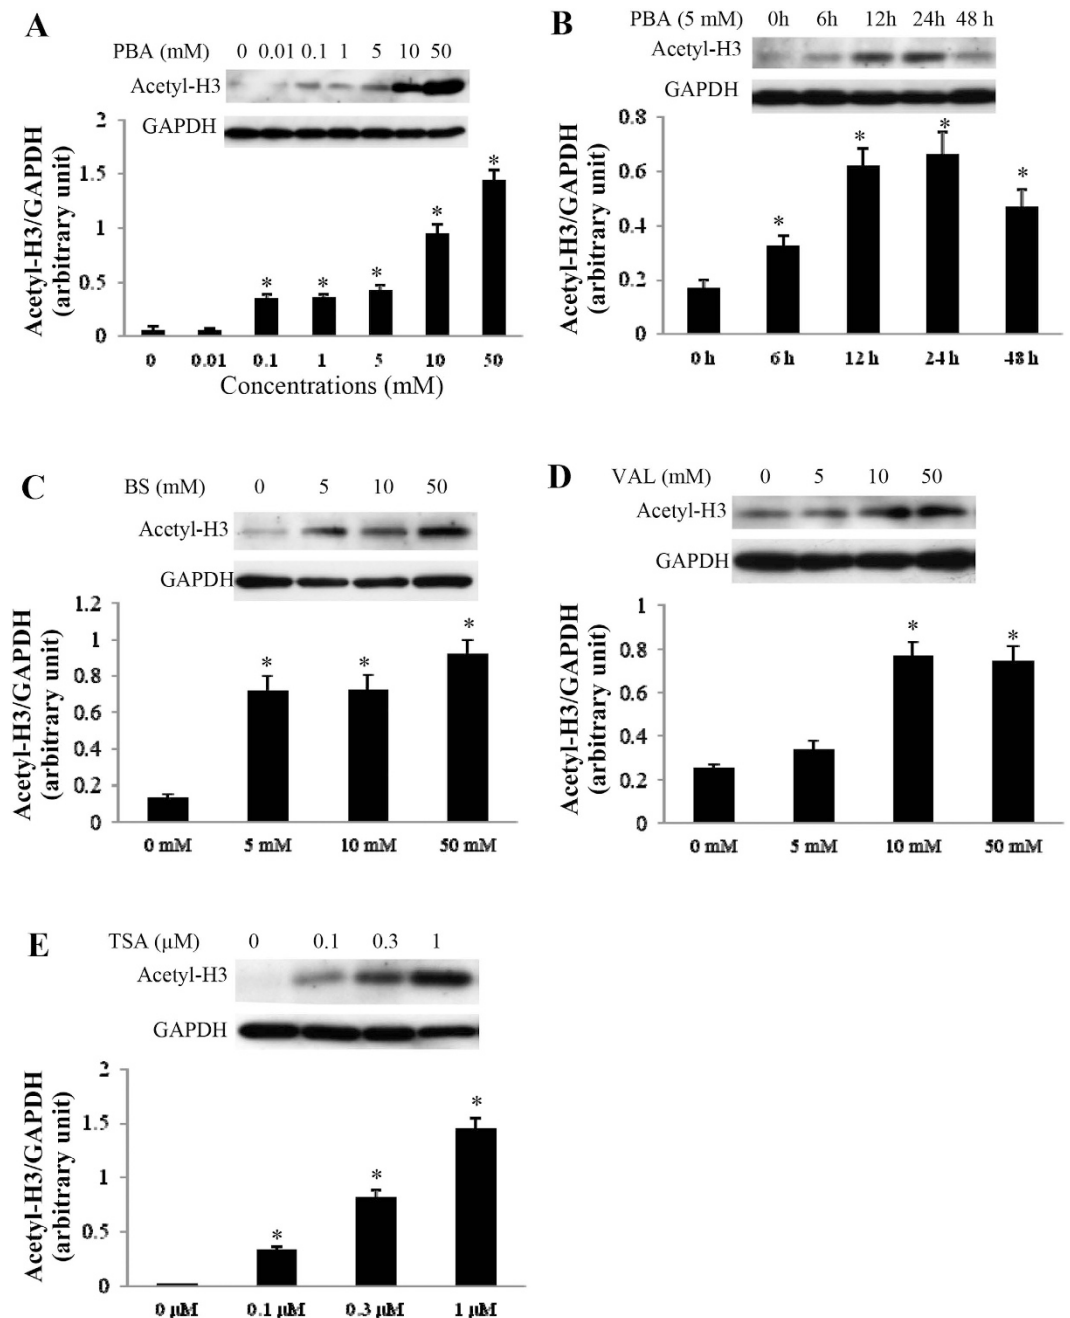 A
PBA (mM) 0 0.01 0.1 1 5 10 50
Acetyl-H3
GAPDH
Acetyl-H3/GAPDH
(arbitrary unit)
2
1.5
1
0.5
0
* * * * *
0 0.01 0.1 1 5 10 50
Concentrations (mM)
B
PBA (5 mM) 0h 6h 12h 24h 48 h
Acetyl-H3
GAPDH
Acetyl-H3/GAPDH
(arbitrary unit)
0.8
0.6
0.4
0.2
0
* * * *
0 h 6h 12 h 24 h 48 h
C
BS (mM) 0 5 10 50
Acetyl-H3
GAPDH
Acetyl-H3/GAPDH
(arbitrary unit)
1.2
1
0.8
0.6
0.4
0.2
0
* * *
0 mM 5 mM 10 mM 50 mM
D
VAL (mM) 0 5 10 50
Acetyl-H3
GAPDH
Acetyl-H3/GAPDH
(arbitrary unit)
1
0.8
0.6
0.4
0.2
0
* *
0 mM 5 mM 10 mM 50 mM
E
TSA (µM) 0 0.1 0.3 1
Acetyl-H3
GAPDH
Acetyl-H3/GAPDH
(arbitrary unit)
2
1.5
1
0.5
0
* * *
0 µM 0.1 µM 0.3 µM 1 µM